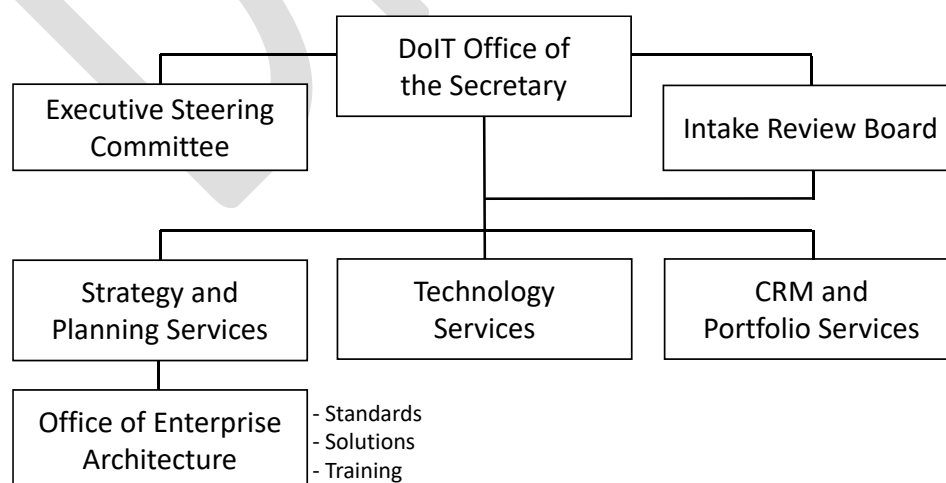 DoIT Office of
the Secretary
Executive Steering
Committee
Intake Review Board
Strategy and
Planning Services
Technology
Services
CRM and
Portfolio Services
Office of Enterprise
Architecture
- Standards
- Solutions
- Training